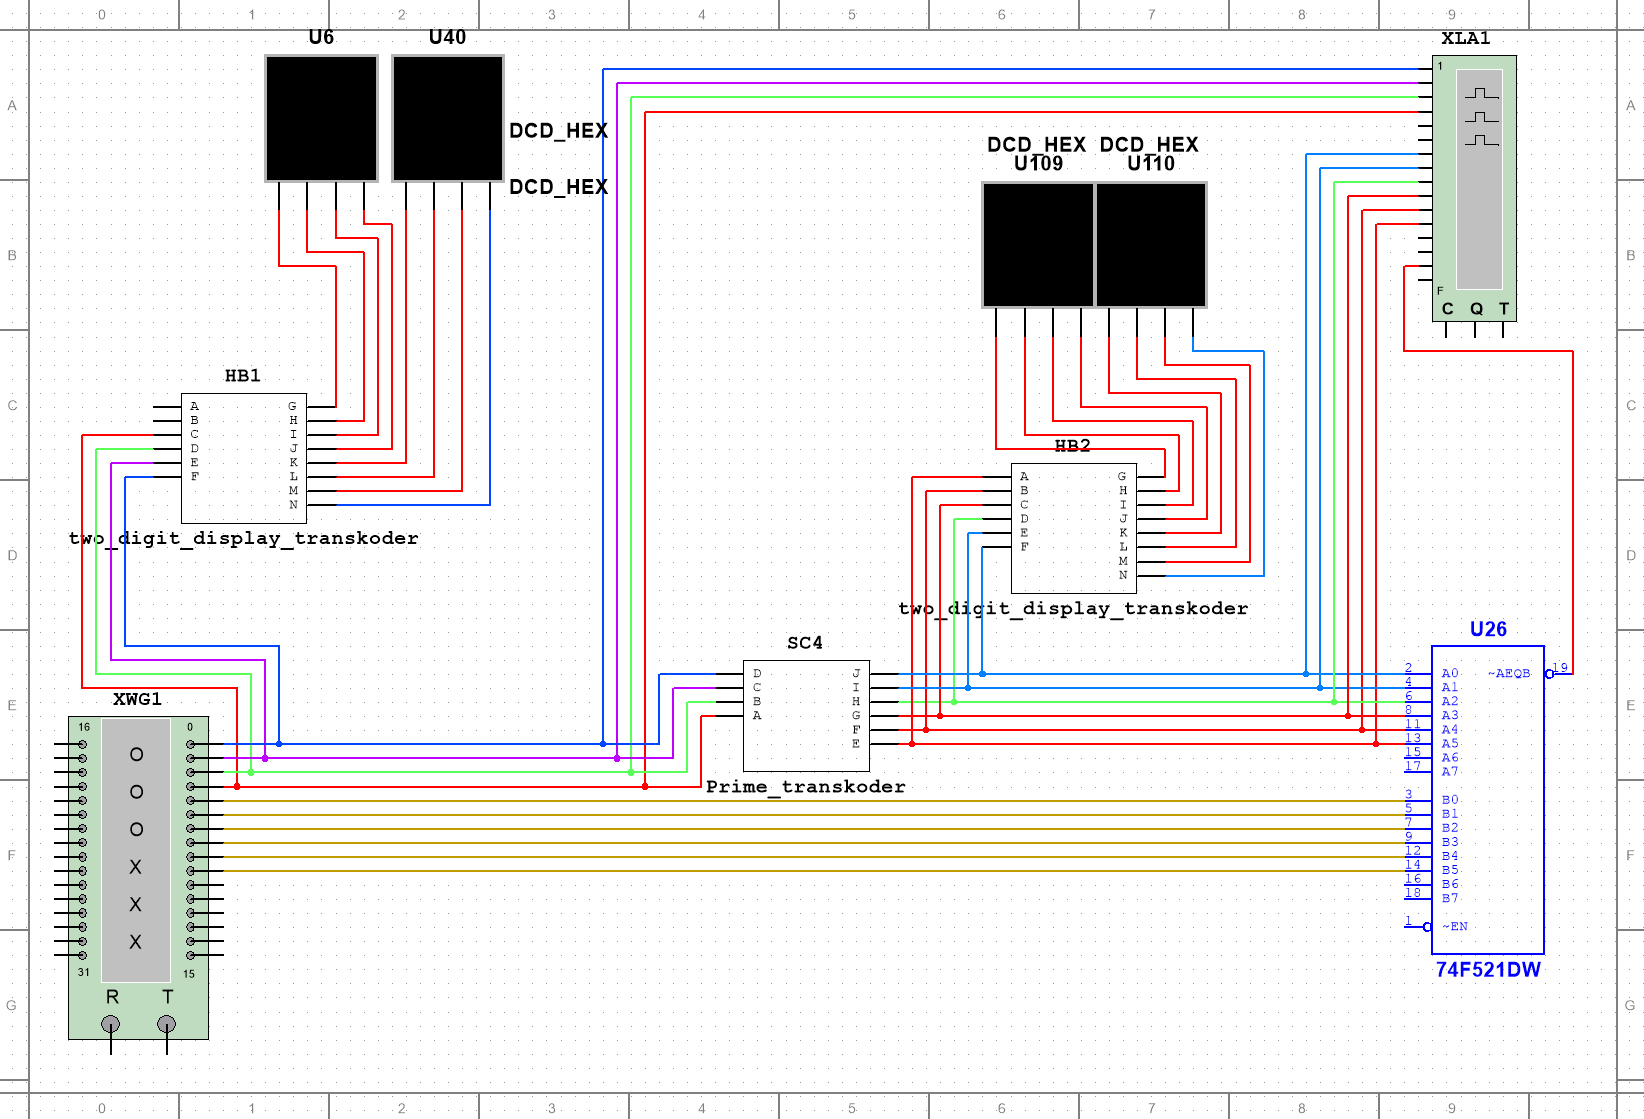 0 1 2 3 4 5 6 7 8 9
U6 U40
XLA1
1
A
A
DCD_HEX
DCD_HEX
DCD_HEX DCD_HEX
U109 U110
B
B
F
C Q T
HB1
C
C
A G
B H
C I
D J
E K
F L
M
N
two_digit_display_transkoder
HB2
A G
B H
C I
D J
E K
F L
M
N
two_digit_display_transkoder
D
D
U26
SC4
D J
C I
B H
A G
F
E
Prime_transkoder
2 A0 ~AEQB 19
4 A1
6 A2
8 A3
11 A4
13 A5
15 A6
17 A7
3 B0
5 B1
7 B2
9 B3
12 B4
14 B5
16 B6
18 B7
1 ~EN
74F521DW
E
E
XWG1
16 0
O
O
O
X
X
X
31 15
R T
F
F
G
G
0 1 2 3 4 5 6 7 8 9